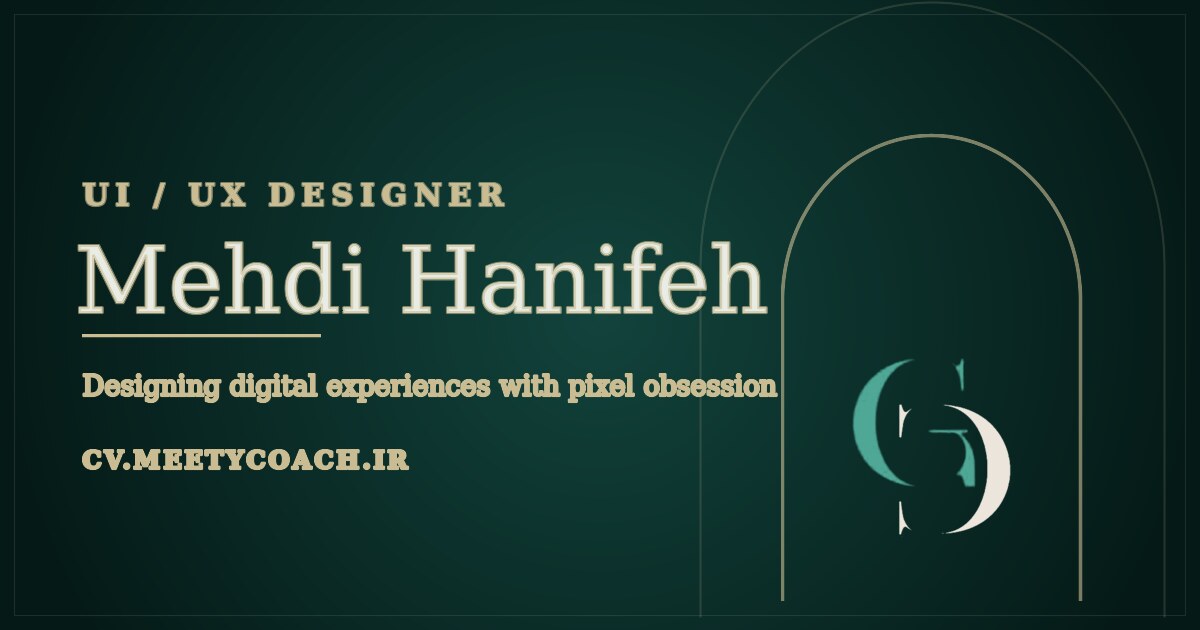 UI / UX DESIGNER
Mehdi Hanifeh
Designing digital experiences with pixel obsession
CV.MEETYCOACH.IR